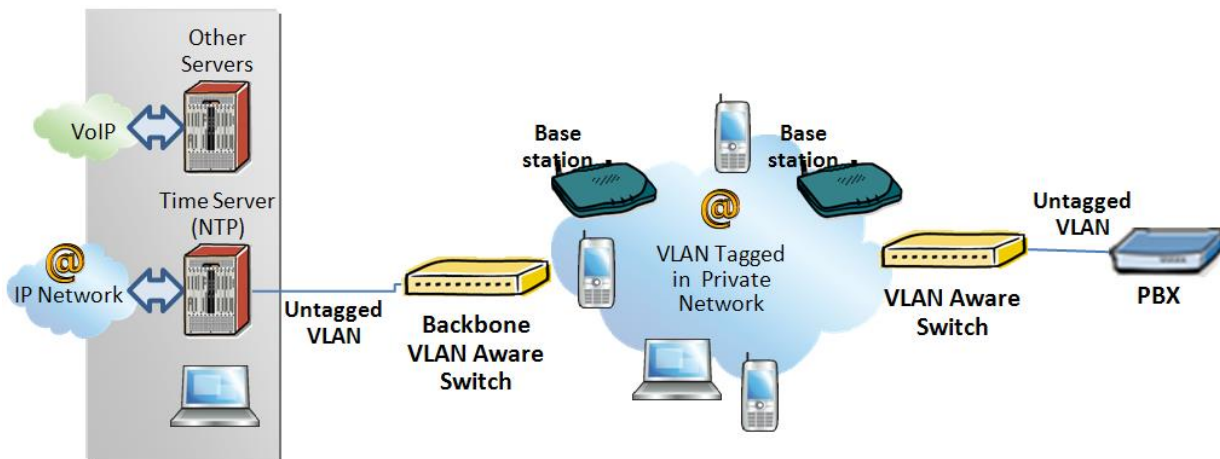 Other
Servers
VoIP
Time Server
(NTP)
@
IP Network
Untagged
VLAN
Backbone
VLAN Aware
Switch
Base
station
@
VLAN Tagged
in Private
Network
Base
station
VLAN Aware
Switch
Untagged
VLAN
PBX